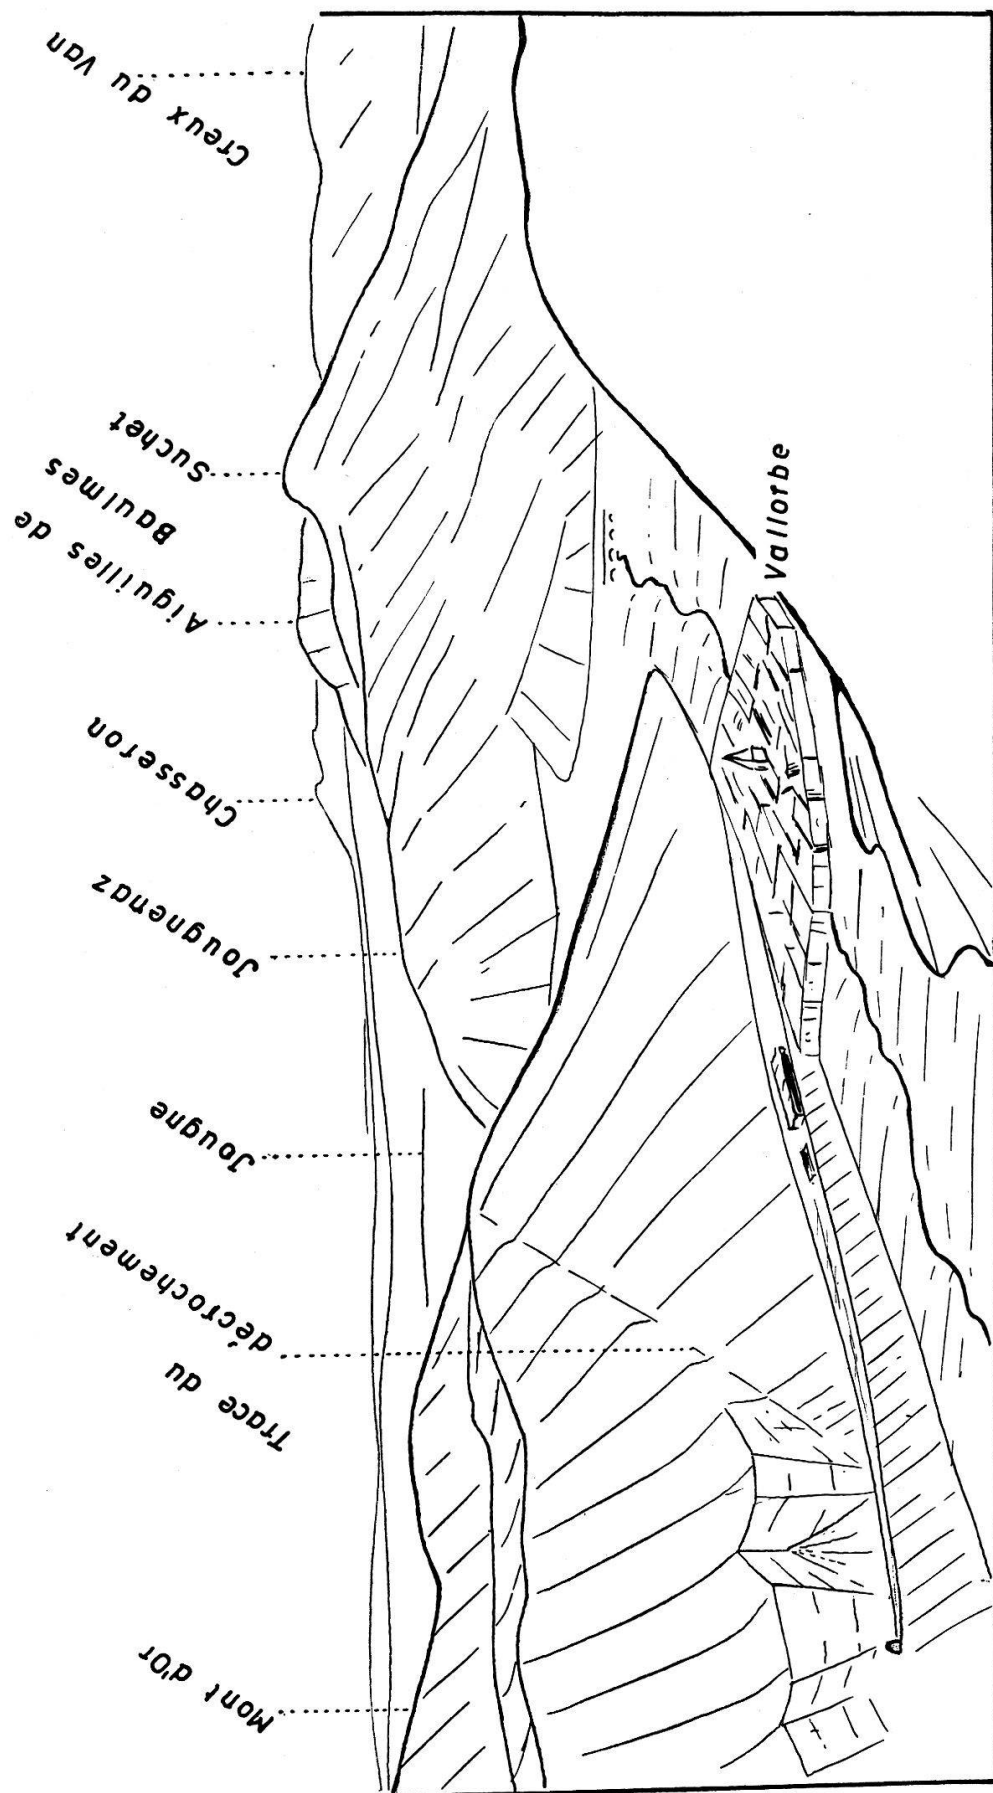 Mont d'Or
Trace du
décrochement
Jougne
Jougnenaz
Chasseron
Aiguilles de
Baulmes
Suchet
Creux du Van
Vallorbe